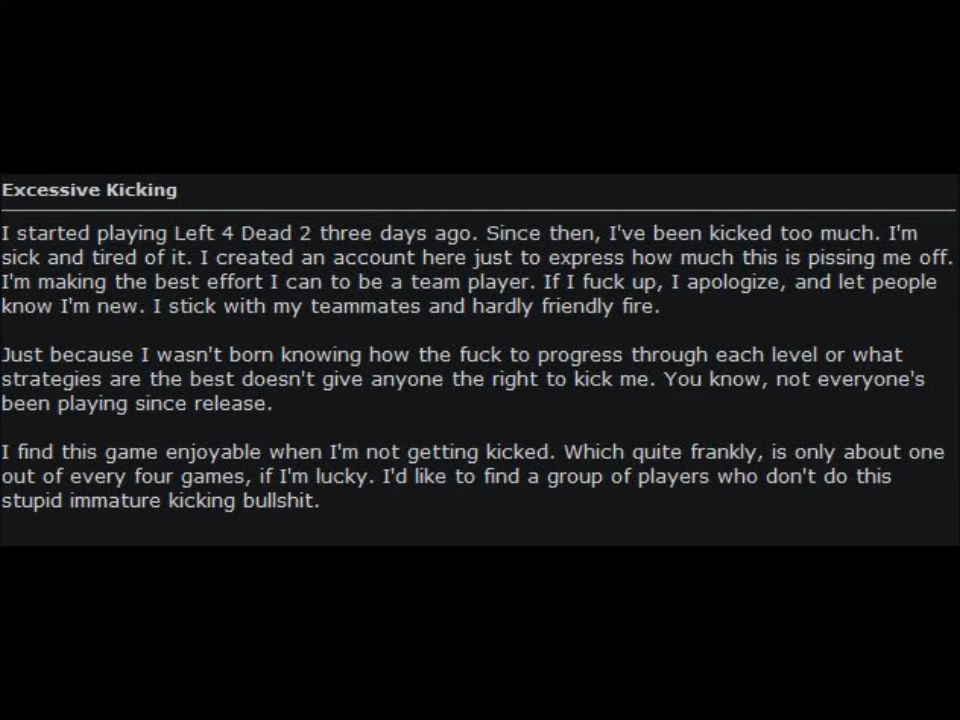 Excessive Kicking
I started playing Left 4 Dead 2 three days ago. Since then, I've been kicked too much. I'm
sick and tired of it. I created an account here just to express how much this is pissing me off.
I'm making the best effort I can to be a team player. If I fuck up, I apologize, and let people
know I'm new. I stick with my teammates and hardly friendly fire.
Just because I wasn't born knowing how the fuck to progress through each level or what
strategies are the best doesn't give anyone the right to kick me. You know, not everyone's
been playing since release.
I find this game enjoyable when I'm not getting kicked. Which quite frankly, is only about one
out of every four games, if I'm lucky. I'd like to find a group of players who don't do this
stupid immature kicking bullshit.